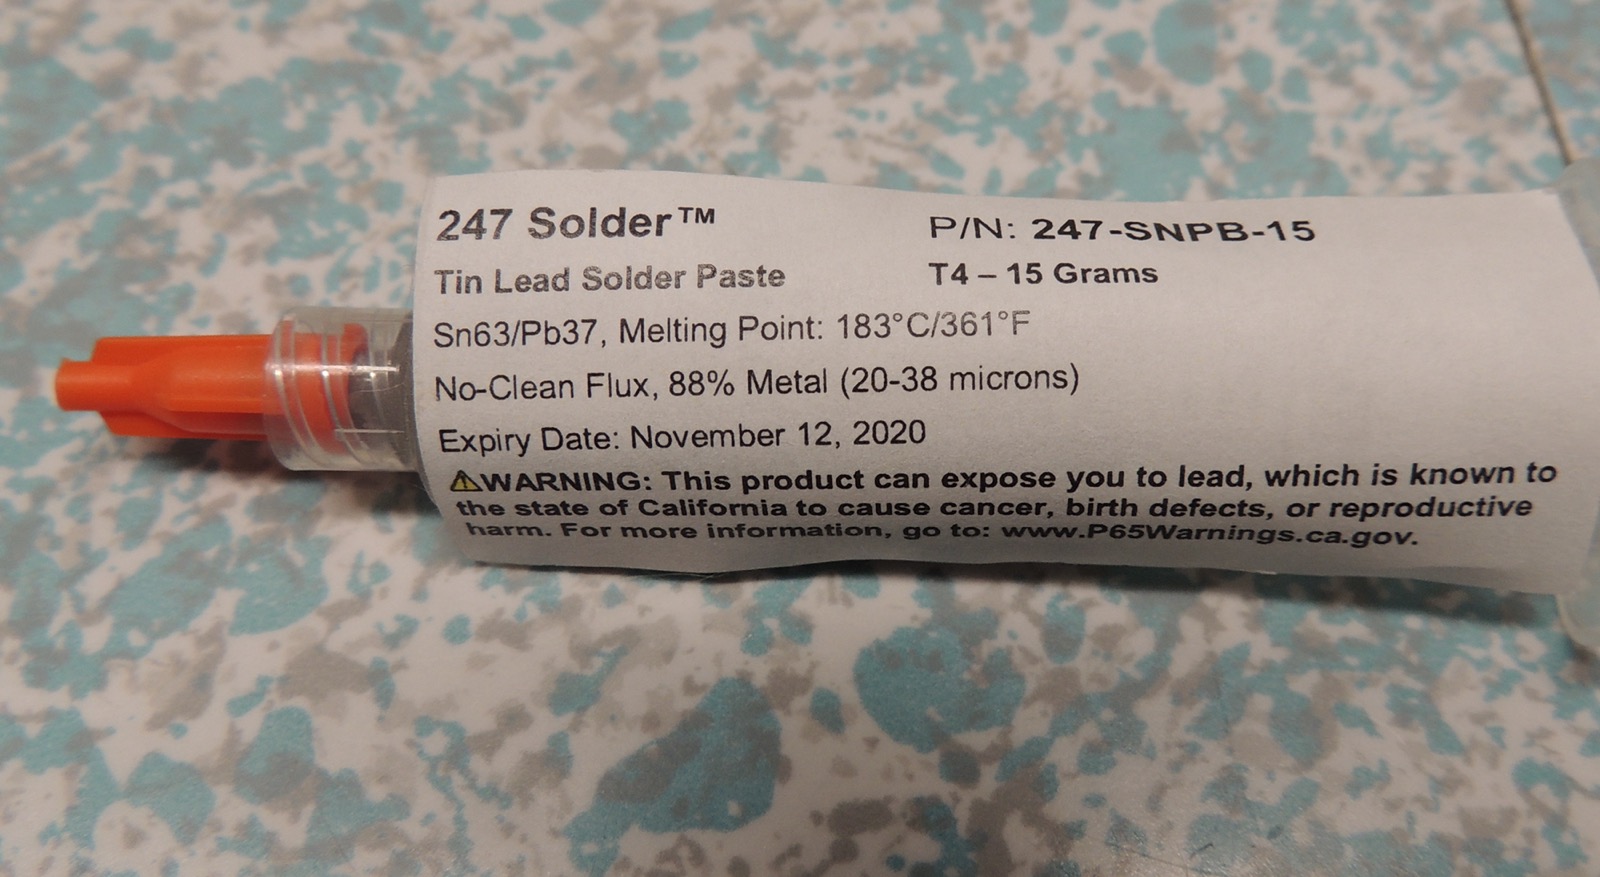 247 Solder™ P/N: 247-SNPB-15
Tin Lead Solder Paste T4 – 15 Grams
Sn63/Pb37, Melting Point: 183°C/361°F
No-Clean Flux, 88% Metal (20-38 microns)
Expiry Date: November 12, 2020
⚠WARNING: This product can expose you to lead, which is known to
the state of California to cause cancer, birth defects, or reproductive
harm. For more information, go to: www.P65Warnings.ca.gov.